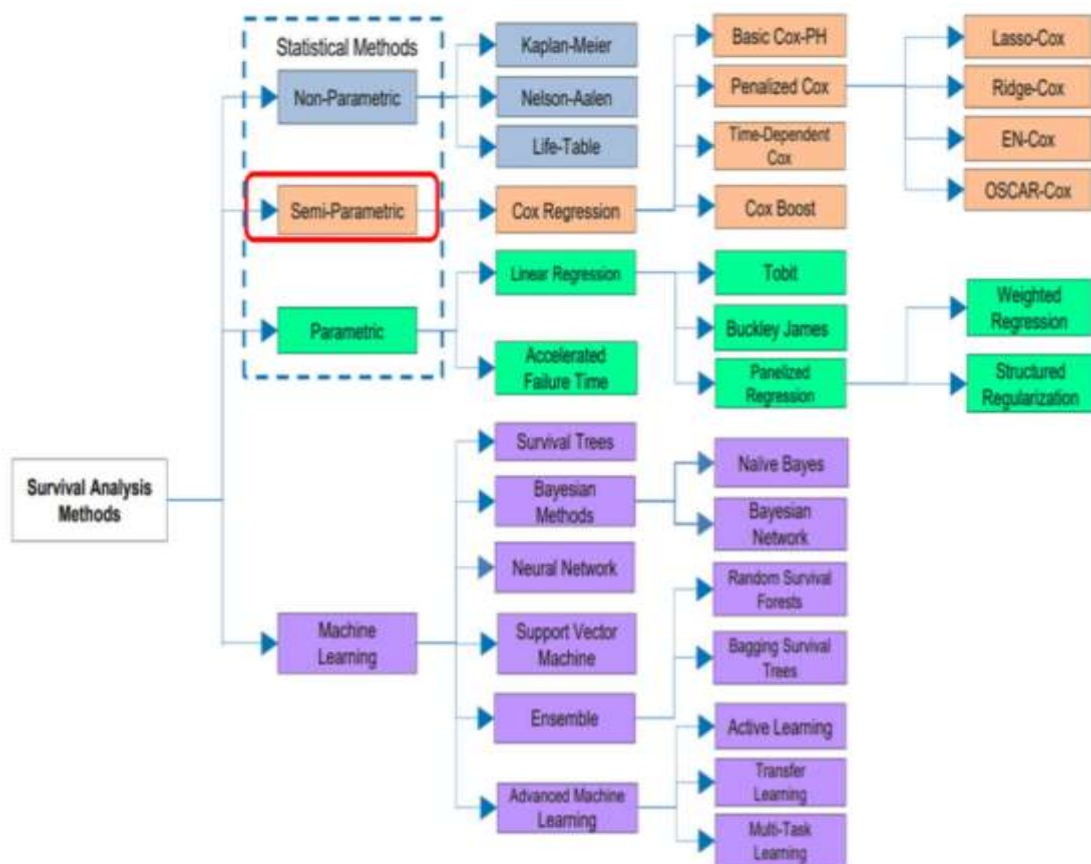 Statistical Methods
Non-Parametric
Kaplan-Meier
Nelson-Aalen
Life-Table
Semi-Parametric
Cox Regression
Basic Cox-PH
Penalized Cox
Time-Dependent
Cox
Cox Boost
Lasso-Cox
Ridge-Cox
EN-Cox
OSCAR-Cox
Parametric
Linear Regression
Accelerated
Failure Time
Tobit
Buckley James
Panelized
Regression
Weighted
Regression
Structured
Regularization
Survival Analysis
Methods
Machine
Learning
Survival Trees
Bayesian
Methods
Naïve Bayes
Bayesian
Network
Neural Network
Support Vector
Machine
Ensemble
Random Survival
Forests
Bagging Survival
Trees
Advanced Machine
Learning
Active Learning
Transfer
Learning
Multi-Task
Learning